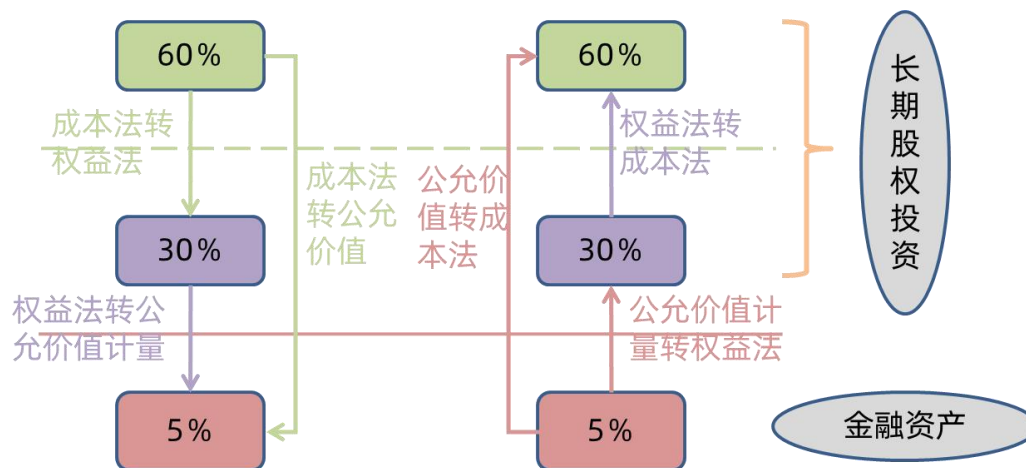 60%
60%
成本法转
权益法
权益法转
成本法
成本法
转公允
价值
公允价
值转成
本法
30%
30%
权益法转公
允价值计量
公允价值计
量转权益法
5%
5%
长期股权投资
金融资产